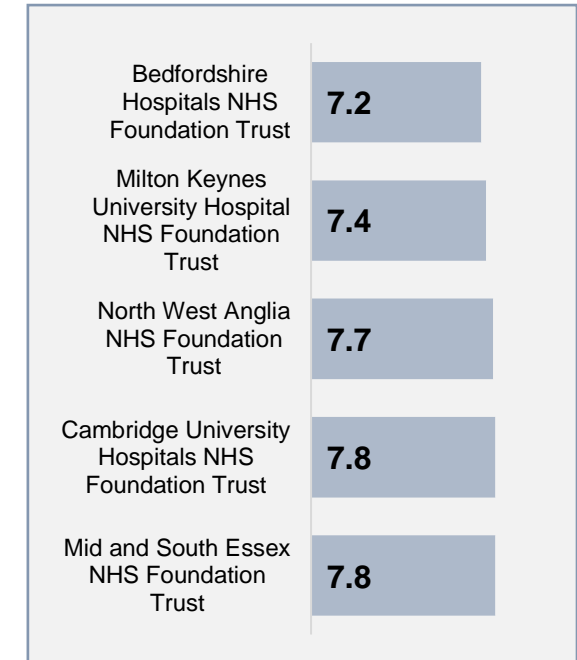 Bedfordshire
Hospitals NHS
Foundation Trust
7.2
Milton Keynes
University Hospital
NHS Foundation
Trust
7.4
North West Anglia
NHS Foundation
Trust
7.7
Cambridge University
Hospitals NHS
Foundation Trust
7.8
Mid and South Essex
NHS Foundation
Trust
7.8